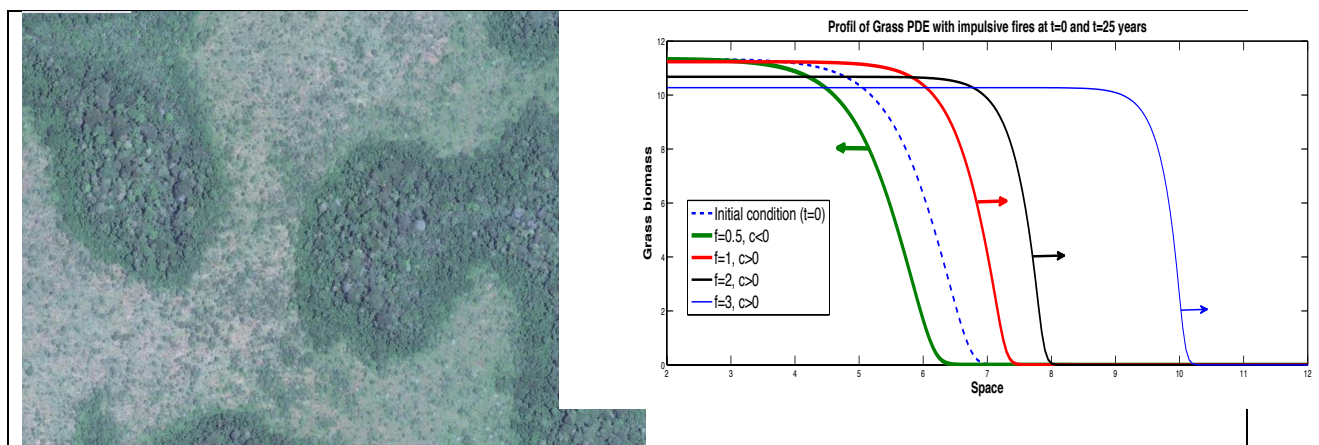 Profil of Grass PDE with impulsive fires at t=0 and t=25 years
12
10
8
6
4
2
0
Grass biomass
Initial condition (t=0)
f=0.5, c<0
f=1, c>0
f=2, c>0
f=3, c>0
2 3 4 5 6 7 8 9 10 11 12
Space